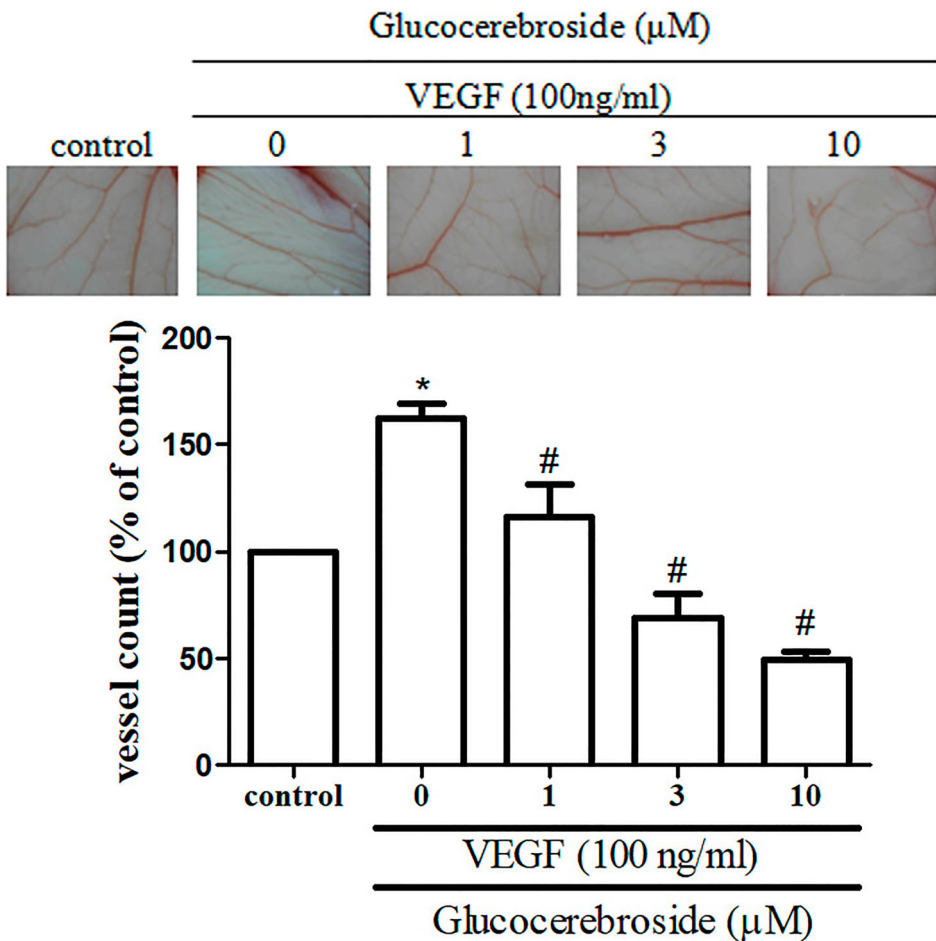 Glucocerebroside (µM)
VEGF (100ng/ml)
control 0 1 3 10
vessel count (% of control)
200
*
150
#
100
#
#
50
0
control 0 1 3 10
VEGF (100 ng/ml)
Glucocerebroside (µM)